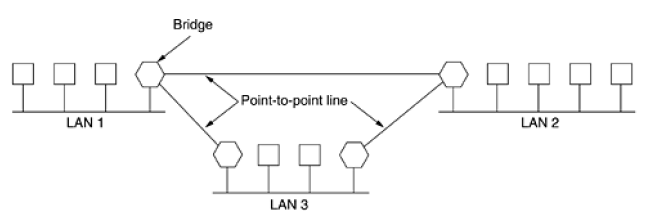 Bridge
Point-to-point line
LAN 1
LAN 2
LAN 3